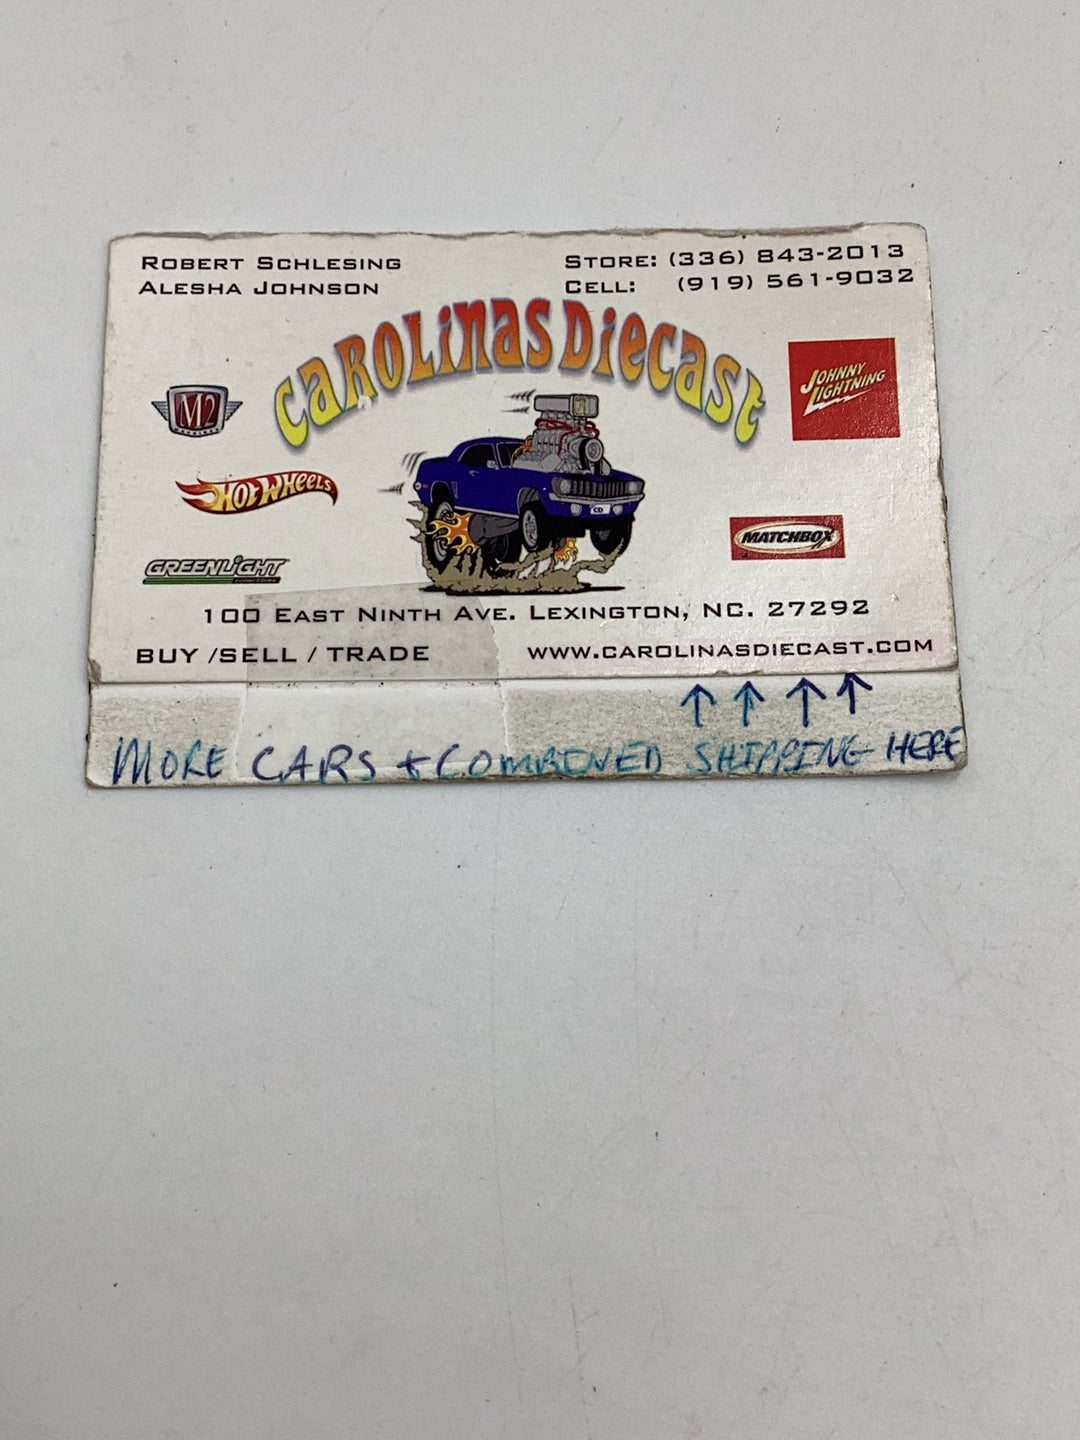 ROBERT SCHLESING
ALESHA JOHNSON
STORE: (336) 843-2013
CELL: (919) 561-9032
CAROLINAS DIECAST
M2
MACHINES
JOHNNY
LIGHTNING
HOT WHEELS
CD
MATCHBOX
GREENLIGHT
100 EAST NINTH AVE. LEXINGTON, NC. 27292
BUY /SELL / TRADE
WWW.CAROLINASDIECAST.COM
MORE CARS + COMBINED SHIPPING HERE